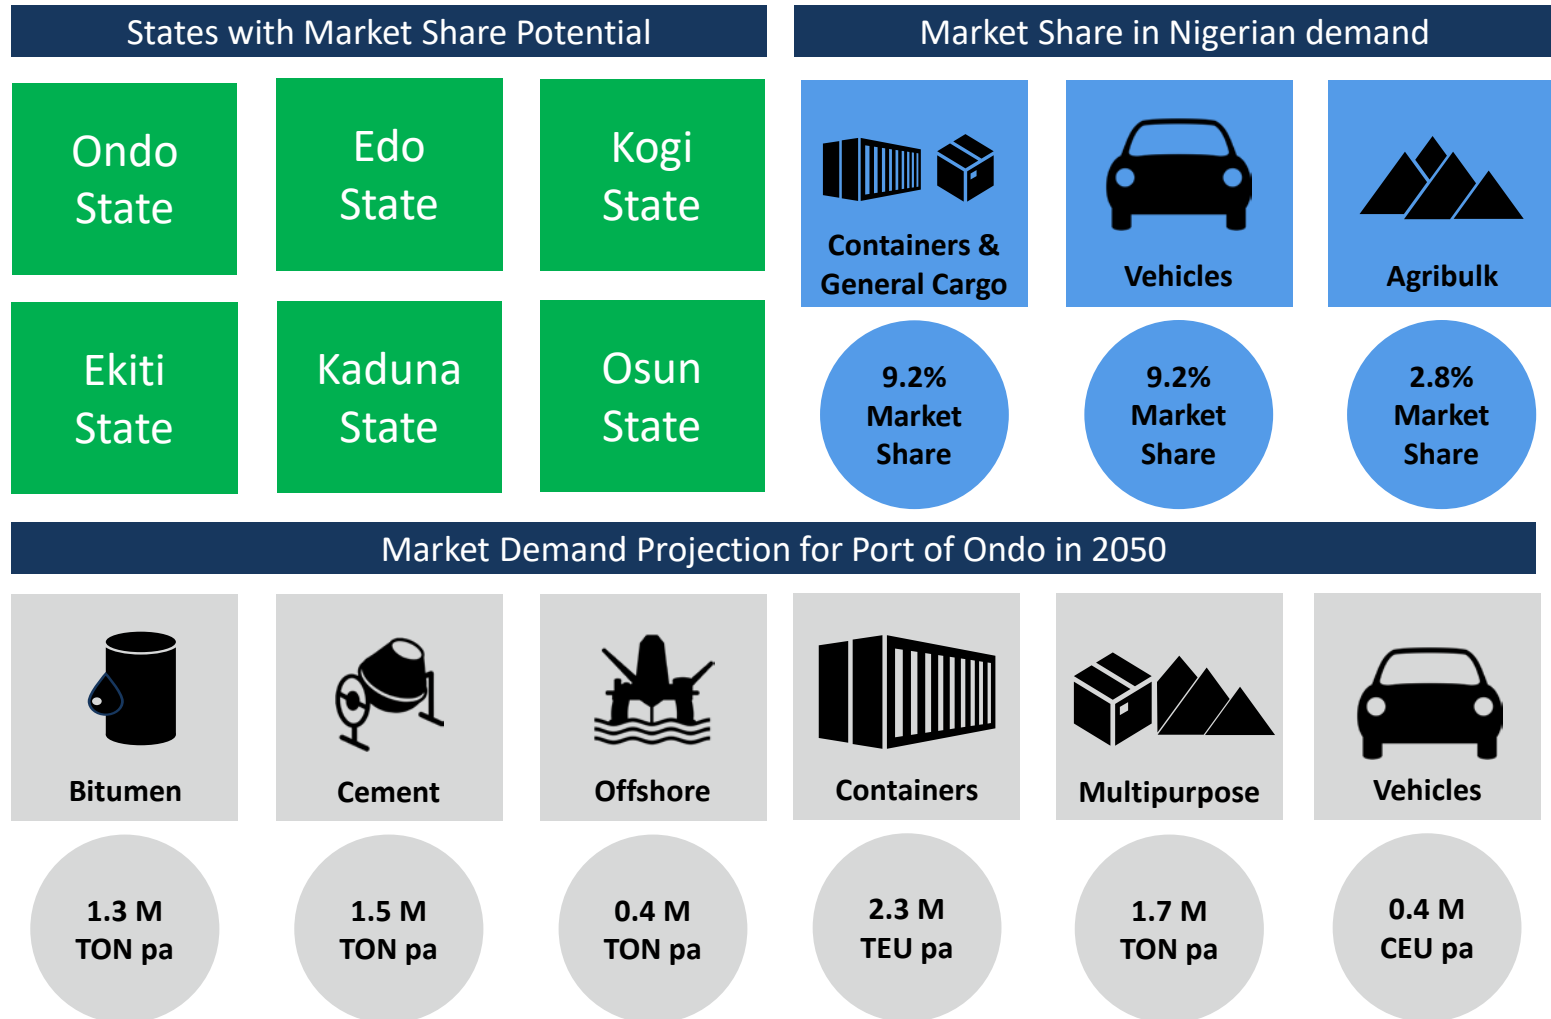 States with Market Share Potential
Ondo
State
Edo
State
Kogi
State
Ekiti
State
Kaduna
State
Osun
State
Market Share in Nigerian demand
Containers &
General Cargo
Vehicles
Agribulk
9.2%
Market
Share
9.2%
Market
Share
2.8%
Market
Share
Market Demand Projection for Port of Ondo in 2050
Bitumen
Cement
Offshore
Containers
Multipurpose
Vehicles
1.3 M
TON pa
1.5 M
TON pa
0.4 M
TON pa
2.3 M
TEU pa
1.7 M
TON pa
0.4 M
CEU pa